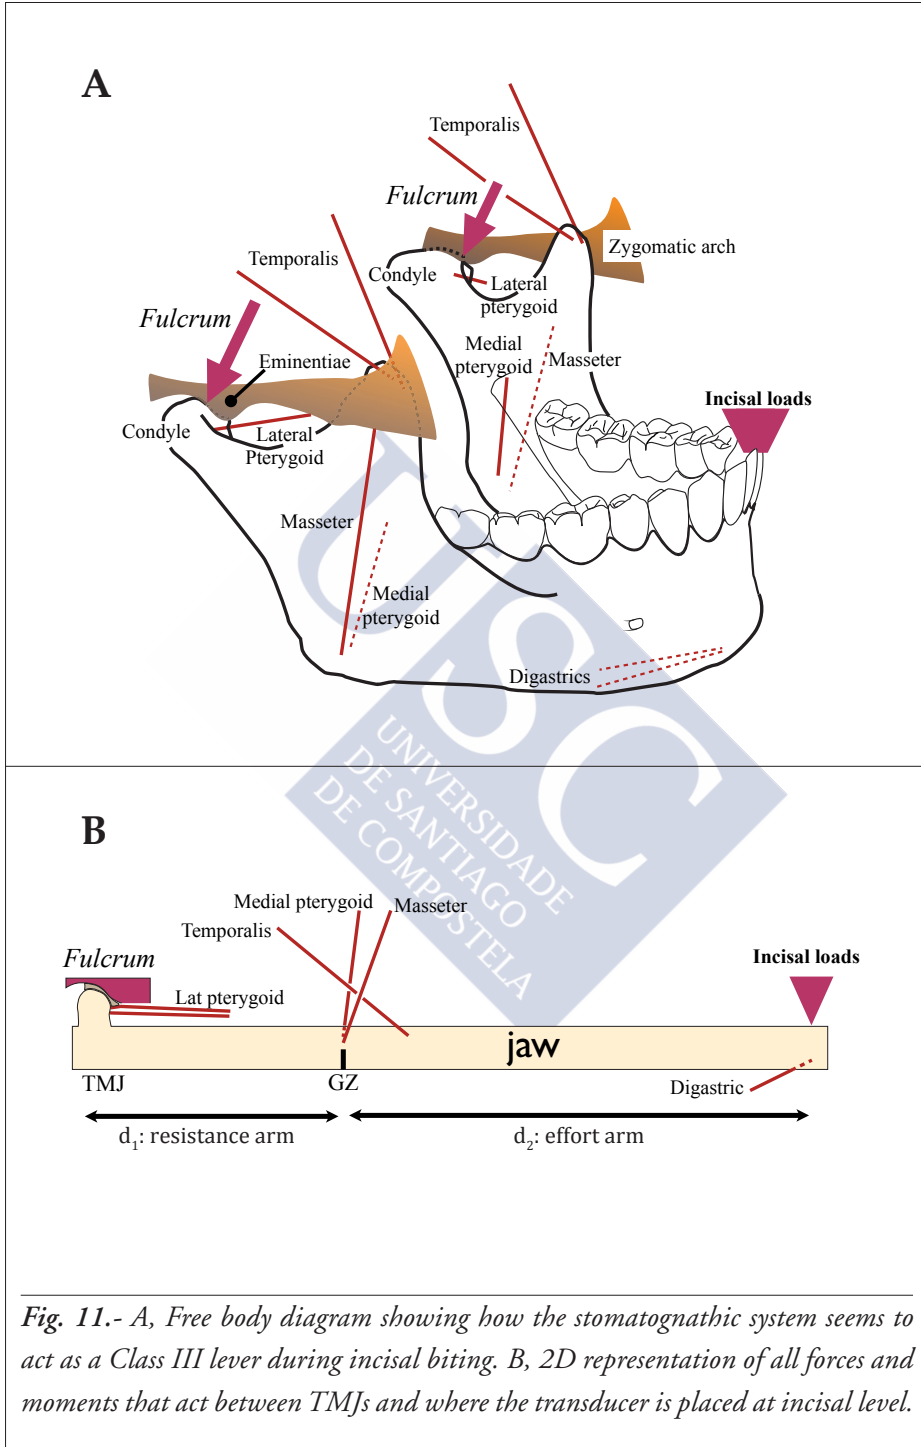 A
Temporalis
Fulcrum
Zygomatic arch
Condyle
Lateral
pterygoid
Temporalis
Fulcrum
Eminentiae
Medial
pterygoid
Masseter
Incisal loads
Condyle
Lateral
Pterygoid
Masseter
Medial
pterygoid
Digastrics
USC
UNIVERSIDADE
DE SANTIAGO
DE COMPOSTELA
B
Medial pterygoid
Masseter
Temporalis
Fulcrum
Incisal loads
Lat pterygoid
jaw
TMJ
GZ
Digastric
d₁: resistance arm
d₂: effort arm
Fig. 11.- A, Free body diagram showing how the stomatognathic system seems to
act as a Class III lever during incisal biting. B, 2D representation of all forces and
moments that act between TMJs and where the transducer is placed at incisal level.